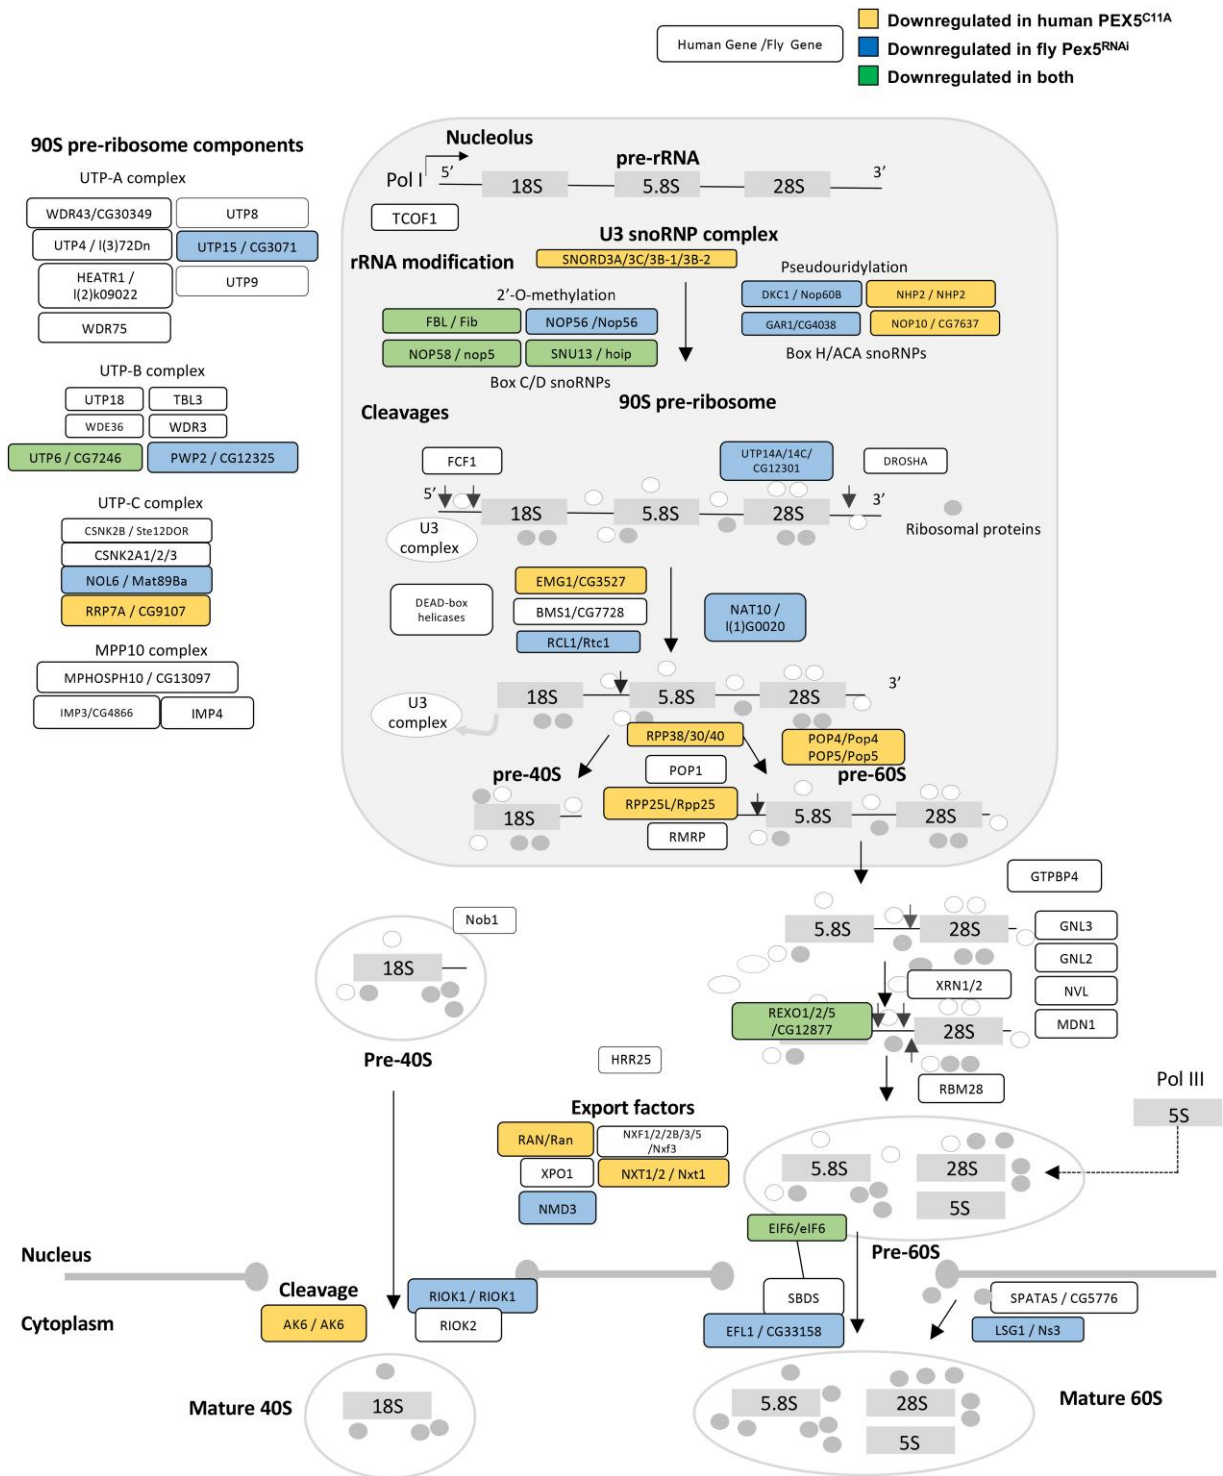 Human Gene /Fly Gene
Downregulated in human PEX5C11A
Downregulated in fly Pex5RNAi
Downregulated in both
90S pre-ribosome components
UTP-A complex
WDR43/CG30349
UTP8
UTP4 / l(3)72Dn
UTP15 / CG3071
HEATR1 /
l(2)k09022
UTP9
WDR75
UTP-B complex
UTP18
TBL3
WDE36
WDR3
UTP6 / CG7246
PWP2 / CG12325
UTP-C complex
CSNK2B / Ste12DOR
CSNK2A1/2/3
NOL6 / Mat89Ba
RRP7A / CG9107
MPP10 complex
MPHOSPH10 / CG13097
IMP3/CG4866
IMP4
Nucleolus
pre-rRNA
Pol I
5’
18S
5.8S
28S
3’
TCOF1
U3 snoRNP complex
SNORD3A/3C/3B-1/3B-2
rRNA modification
Pseudouridylation
2’-O-methylation
DKC1 / Nop60B
NHP2 / NHP2
FBL / Fib
NOP56 /Nop56
GAR1/CG4038
NOP10 / CG7637
NOP58 / nop5
SNU13 / hoip
Box H/ACA snoRNPs
Box C/D snoRNPs
90S pre-ribosome
Cleavages
FCF1
UTP14A/14C/
CG12301
DROSHA
5’
18S
5.8S
28S
3’
U3
complex
Ribosomal proteins
DEAD-box
helicases
EMG1/CG3527
BMS1/CG7728
RCL1/Rtc1
NAT10 /
l(1)G0020
18S
5.8S
28S
3’
U3
complex
RPP38/30/40
POP4/Pop4
POP5/Pop5
pre-40S
POP1
pre-60S
RPP25L/Rpp25
18S
5.8S
28S
RMRP
GTPBP4
Nob1
5.8S
28S
GNL3
18S
GNL2
XRN1/2
NVL
REXO1/2/5
/CG12877
28S
MDN1
Pre-40S
HRR25
RBM28
Pol III
5S
Export factors
RAN/Ran
NXF1/2/2B/3/5
/Nxf3
XPO1
NXT1/2 / Nxt1
NMD3
5.8S
28S
5S
EIF6/eIF6
Pre-60S
Nucleus
Cleavage
RIOK1 / RIOK1
SBDS
SPATA5 / CG5776
Cytoplasm
AK6 / AK6
RIOK2
EFL1 / CG33158
LSG1 / Ns3
Mature 40S
18S
5.8S
28S
5S
Mature 60S